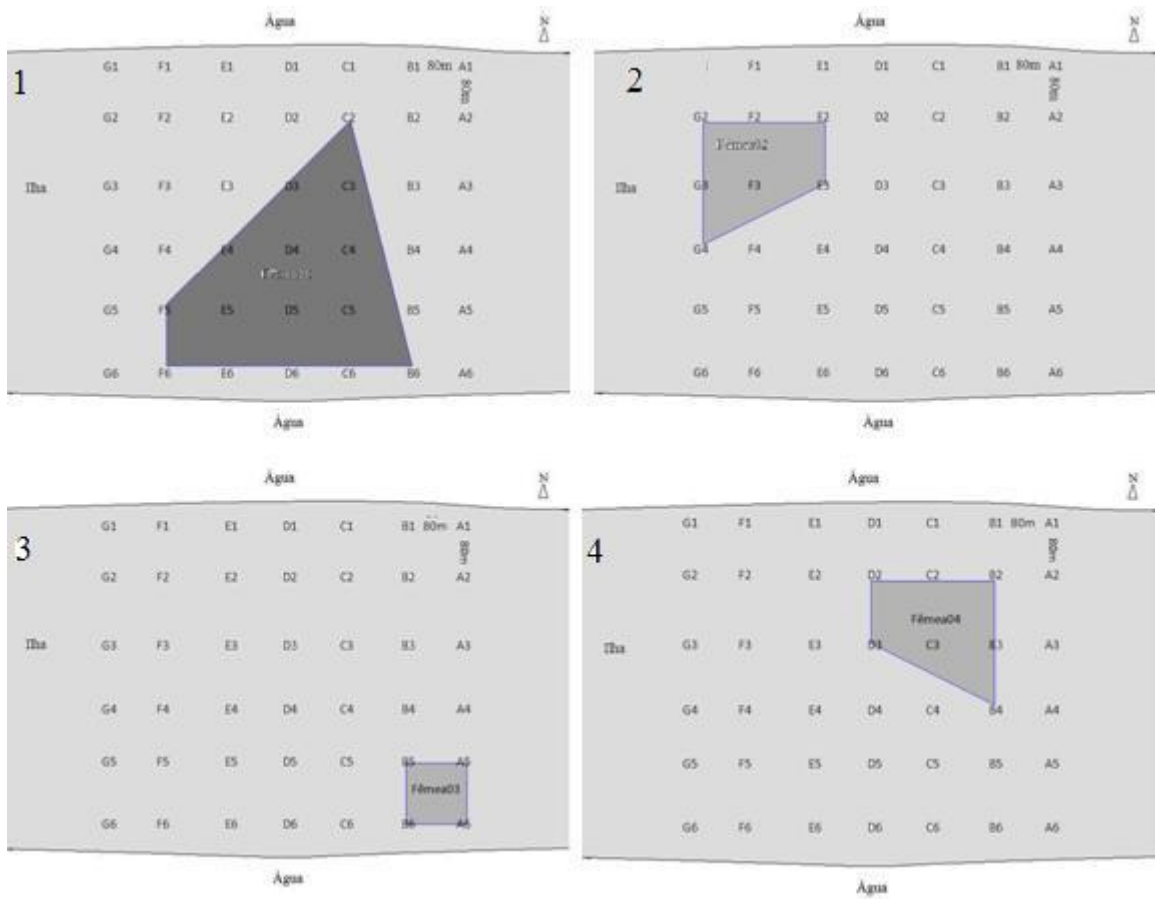 Água N
1 G1 F1 E1 D1 C1 B1 80m A1
80m
G2 F2 E2 D2 C2 B2 A2
Ilha G3 F3 E3 D3 C3 B3 A3
G4 F4 E4 D4 C4 B4 A4
G5 F5 E5 D5 C5 B5 A5
G6 F6 E6 D6 C6 B6 A6
Água
Água N
2 F1 E1 D1 C1 B1 80m A1
80m
G2 F2 E2 D2 C2 B2 A2
Fêmea02
Ilha G3 F3 E3 D3 C3 B3 A3
G4 F4 E4 D4 C4 B4 A4
G5 F5 E5 D5 C5 B5 A5
G6 F6 E6 D6 C6 B6 A6
Água
Água N
3 G1 F1 E1 D1 C1 B1 80m A1
80m
G2 F2 E2 D2 C2 B2 A2
Ilha G3 F3 E3 D3 C3 B3 A3
G4 F4 E4 D4 C4 B4 A4
G5 F5 E5 D5 C5 B5 A5
Fêmea03
G6 F6 E6 D6 C6 B6 A6
Água
Água N
4 G1 F1 E1 D1 C1 B1 80m A1
80m
G2 F2 E2 D2 C2 B2 A2
Fêmea04
Ilha G3 F3 E3 D3 C3 B3 A3
G4 F4 E4 D4 C4 B4 A4
G5 F5 E5 D5 C5 B5 A5
G6 F6 E6 D6 C6 B6 A6
Água